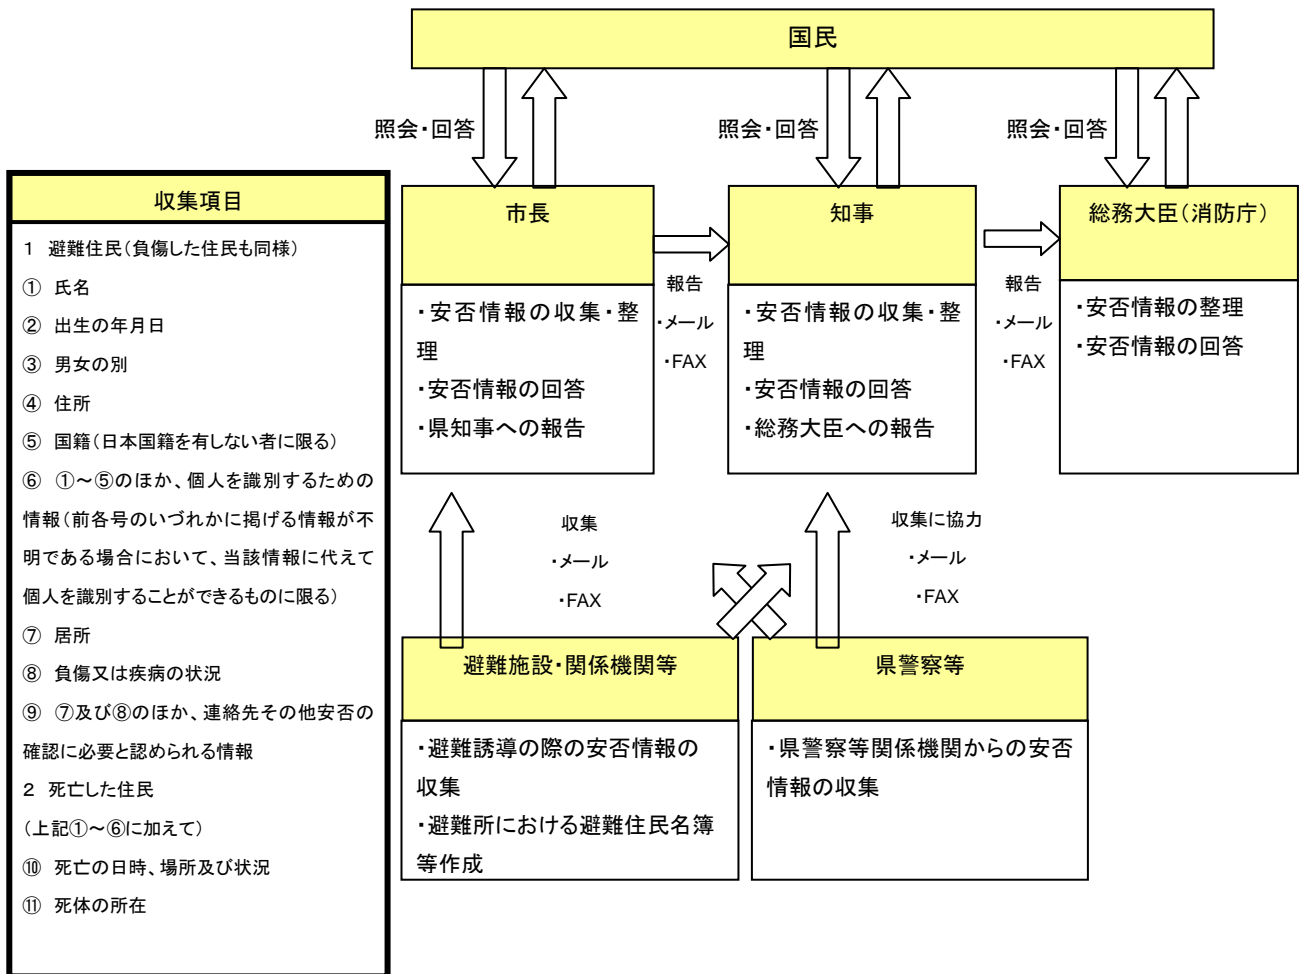 国民
照会・回答
照会・回答
照会・回答
収集項目
1 避難住民(負傷した住民も同様)
① 氏名
② 出生の年月日
③ 男女の別
④ 住所
⑤ 国籍(日本国籍を有しない者に限る)
⑥ ①～⑤のほか、個人を識別するための
情報(前各号のいづれかに掲げる情報が不
明である場合において、当該情報に代えて
個人を識別することができるものに限る)
⑦ 居所
⑧ 負傷又は疾病の状況
⑨ ⑦及び⑧のほか、連絡先その他安否の
確認に必要と認められる情報
2 死亡した住民
(上記①～⑥に加えて)
⑩ 死亡の日時、場所及び状況
⑪ 死体の所在
市長
・安否情報の収集・整
理
・安否情報の回答
・県知事への報告
報告
・メール
・FAX
知事
・安否情報の収集・整
理
・安否情報の回答
・総務大臣への報告
報告
・メール
・FAX
総務大臣(消防庁)
・安否情報の整理
・安否情報の回答
収集
・メール
・FAX
収集に協力
・メール
・FAX
避難施設・関係機関等
・避難誘導の際の安否情報の
収集
・避難所における避難住民名簿
等作成
県警察等
・県警察等関係機関からの安否
情報の収集